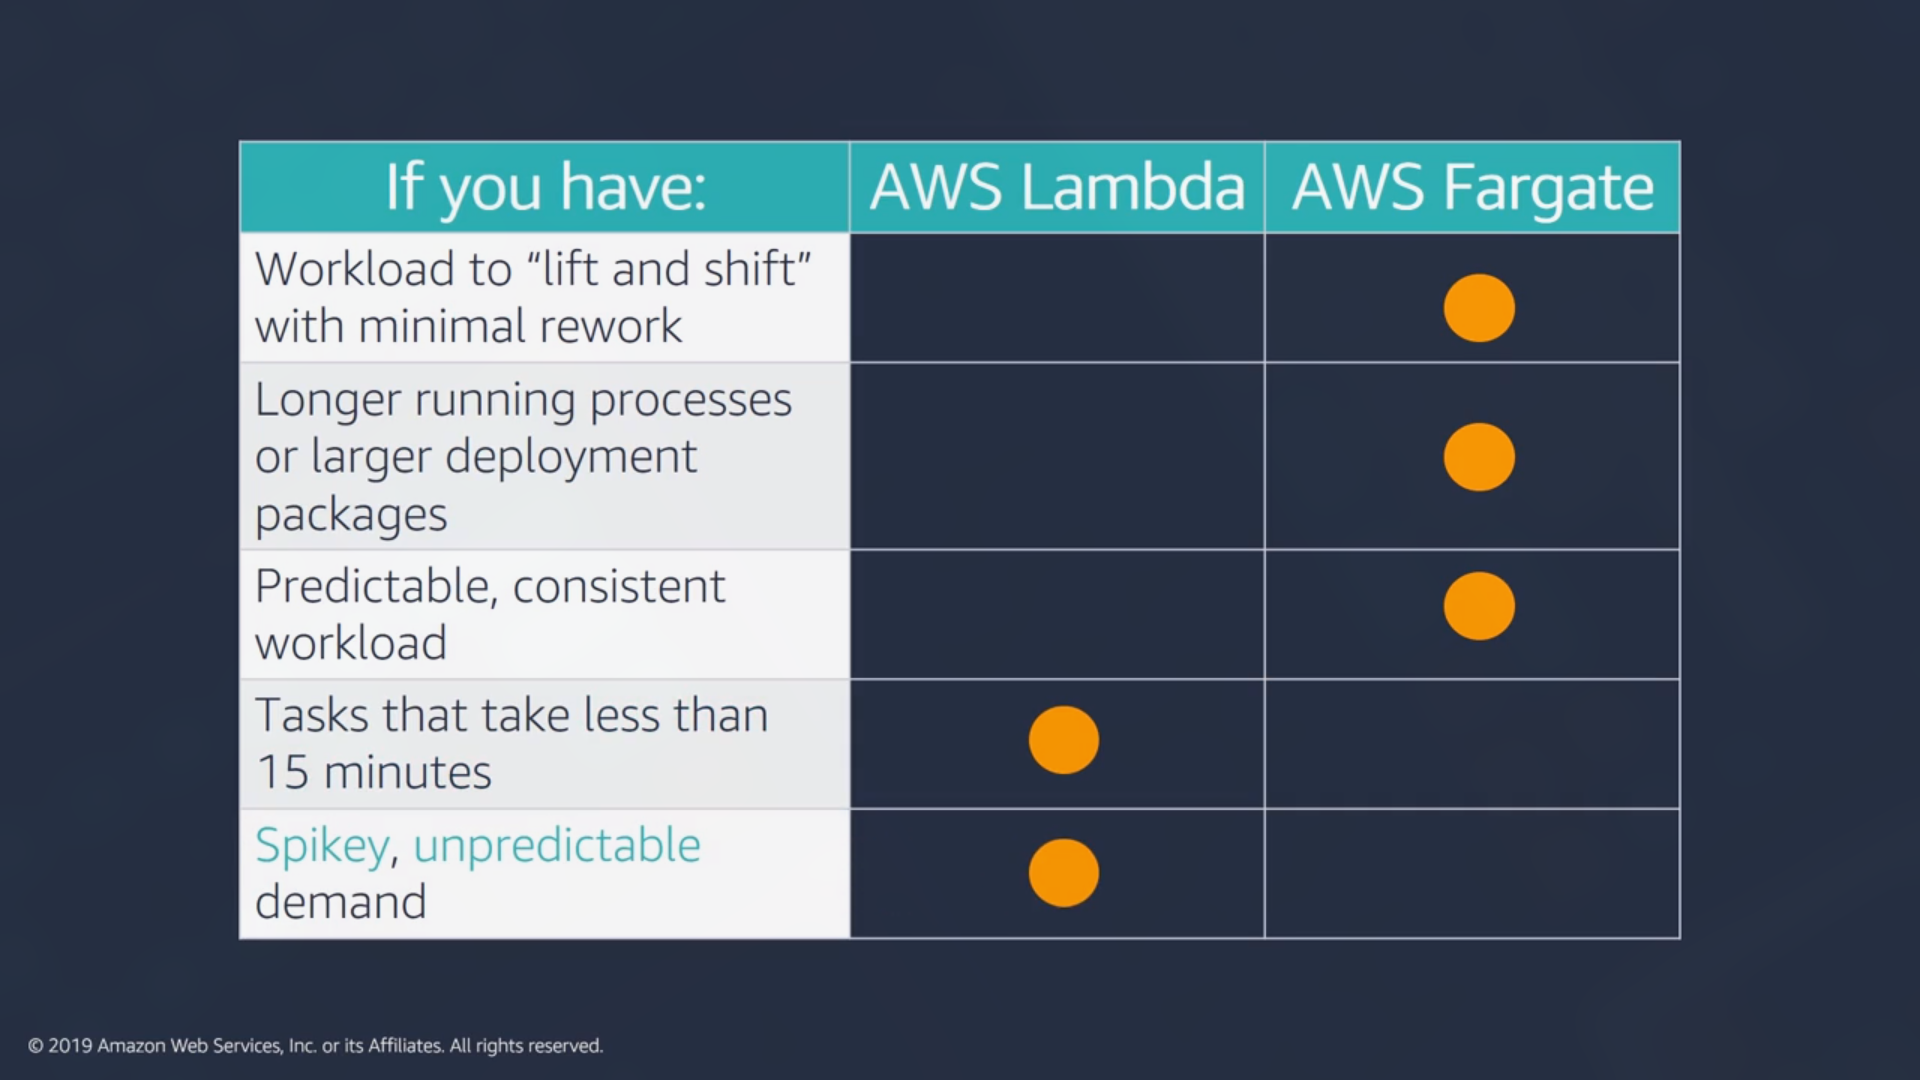 If you have:
AWS Lambda
AWS Fargate
Workload to “lift and shift”
with minimal rework
Longer running processes
or larger deployment
packages
Predictable, consistent
workload
Tasks that take less than
15 minutes
Spikey, unpredictable
demand
© 2019 Amazon Web Services, Inc. or its Affiliates. All rights reserved.